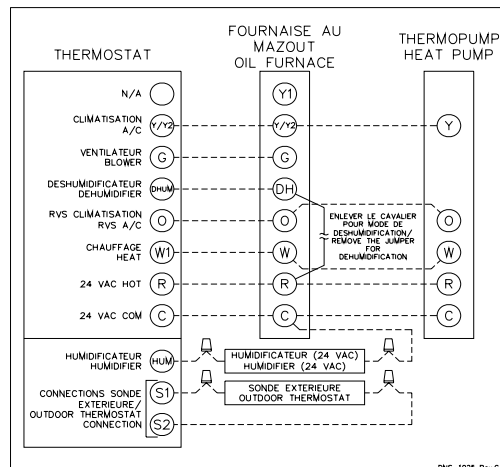 THERMOSTAT
FOURNAISE AU
MAZOUT
OIL FURNACE
THERMOPUMP
HEAT PUMP
N/A
Y1
CLIMATISATION
A/C
Y/Y2
Y/Y2
Y
VENTILATEUR
BLOWER
G
G
DESHUMIDIFICATEUR
DEHUMIDIFIER
DHUM
DH
RVS CLIMATISATION
RVS A/C
O
O
ENLEVER LE CAVALIER
POUR MODE DE
DESHUMIDIFICATION/
REMOVE THE JUMPER
FOR
DEHUMIDIFICATION
O
CHAUFFAGE
HEAT
W1
W
W
24 VAC HOT
R
R
R
24 VAC COM
C
C
C
HUMIDIFICATEUR
HUMIDIFIER
HUM
HUMIDIFICATEUR (24 VAC)
HUMIDIFIER (24 VAC)
CONNECTIONS SONDE
EXTERIEURE/
OUTDOOR THERMOSTAT
CONNECTION
S1
S2
SONDE EXTERIEURE
OUTDOOR THERMOSTAT